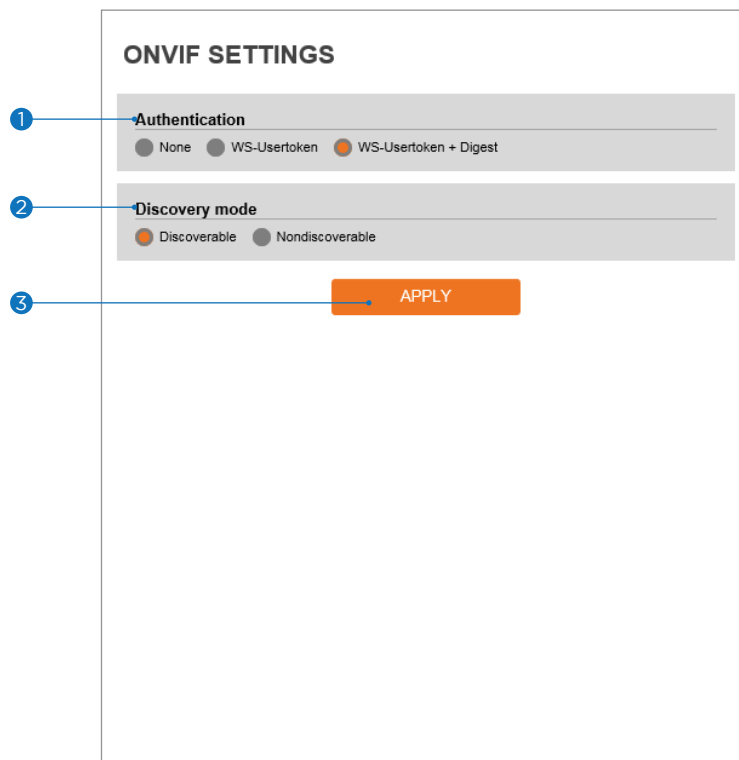 ONVIF SETTINGS
1
Authentication
None WS-Usertoken WS-Usertoken + Digest
2
Discovery mode
Discoverable Nondiscoverable
3
APPLY